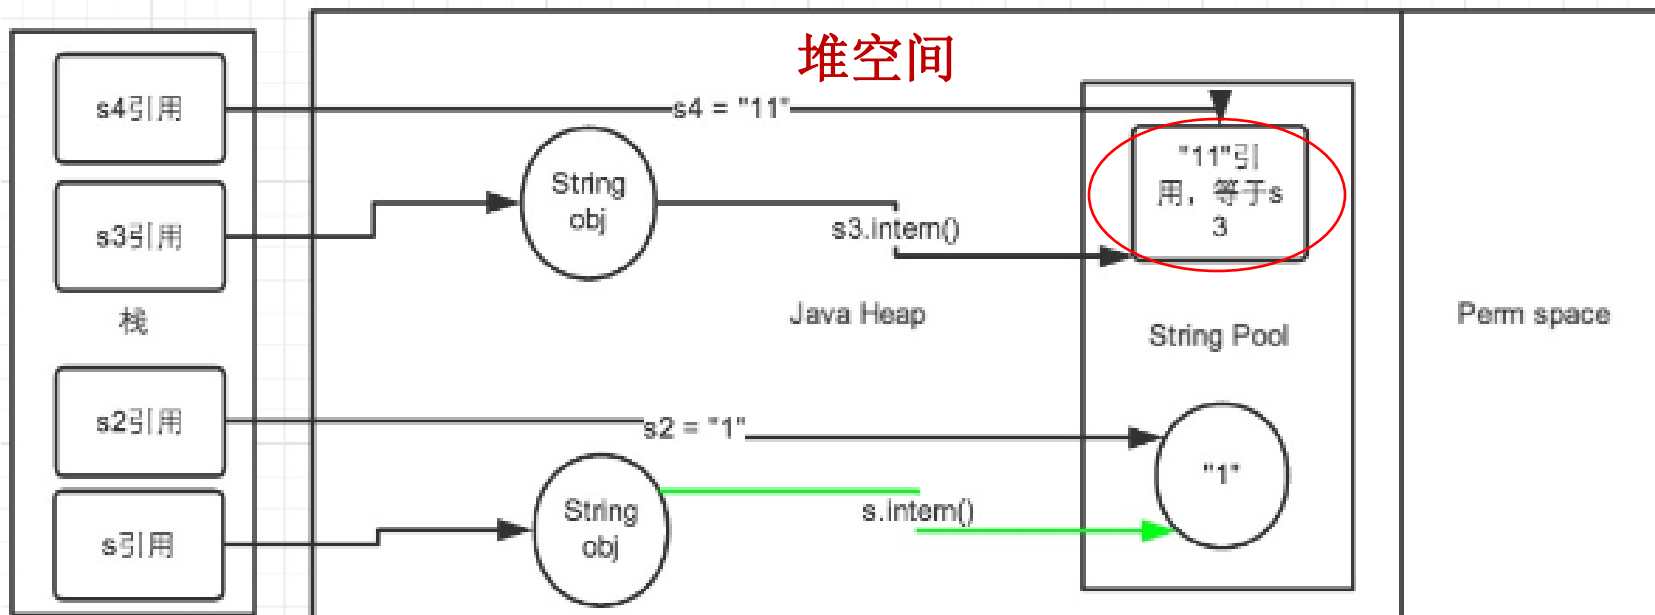 堆空间
s4引用
s4 = "11"
"11"引
用，等于s
3
String
obj
s3引用
s3.intern()
栈
Java Heap
String Pool
Perm space
s2引用
s2 = "1"
"1"
String
obj
s.intern()
s引用